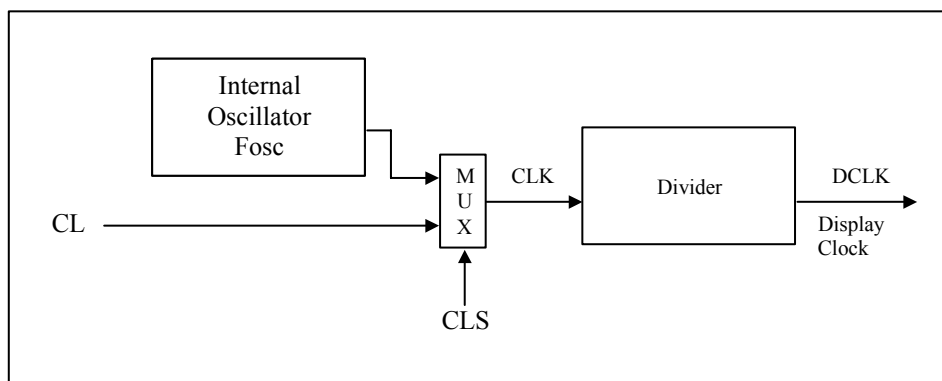 Internal
Oscillator
Fosc
M
U
X
CLK
Divider
DCLK
CL
Display
Clock
CLS